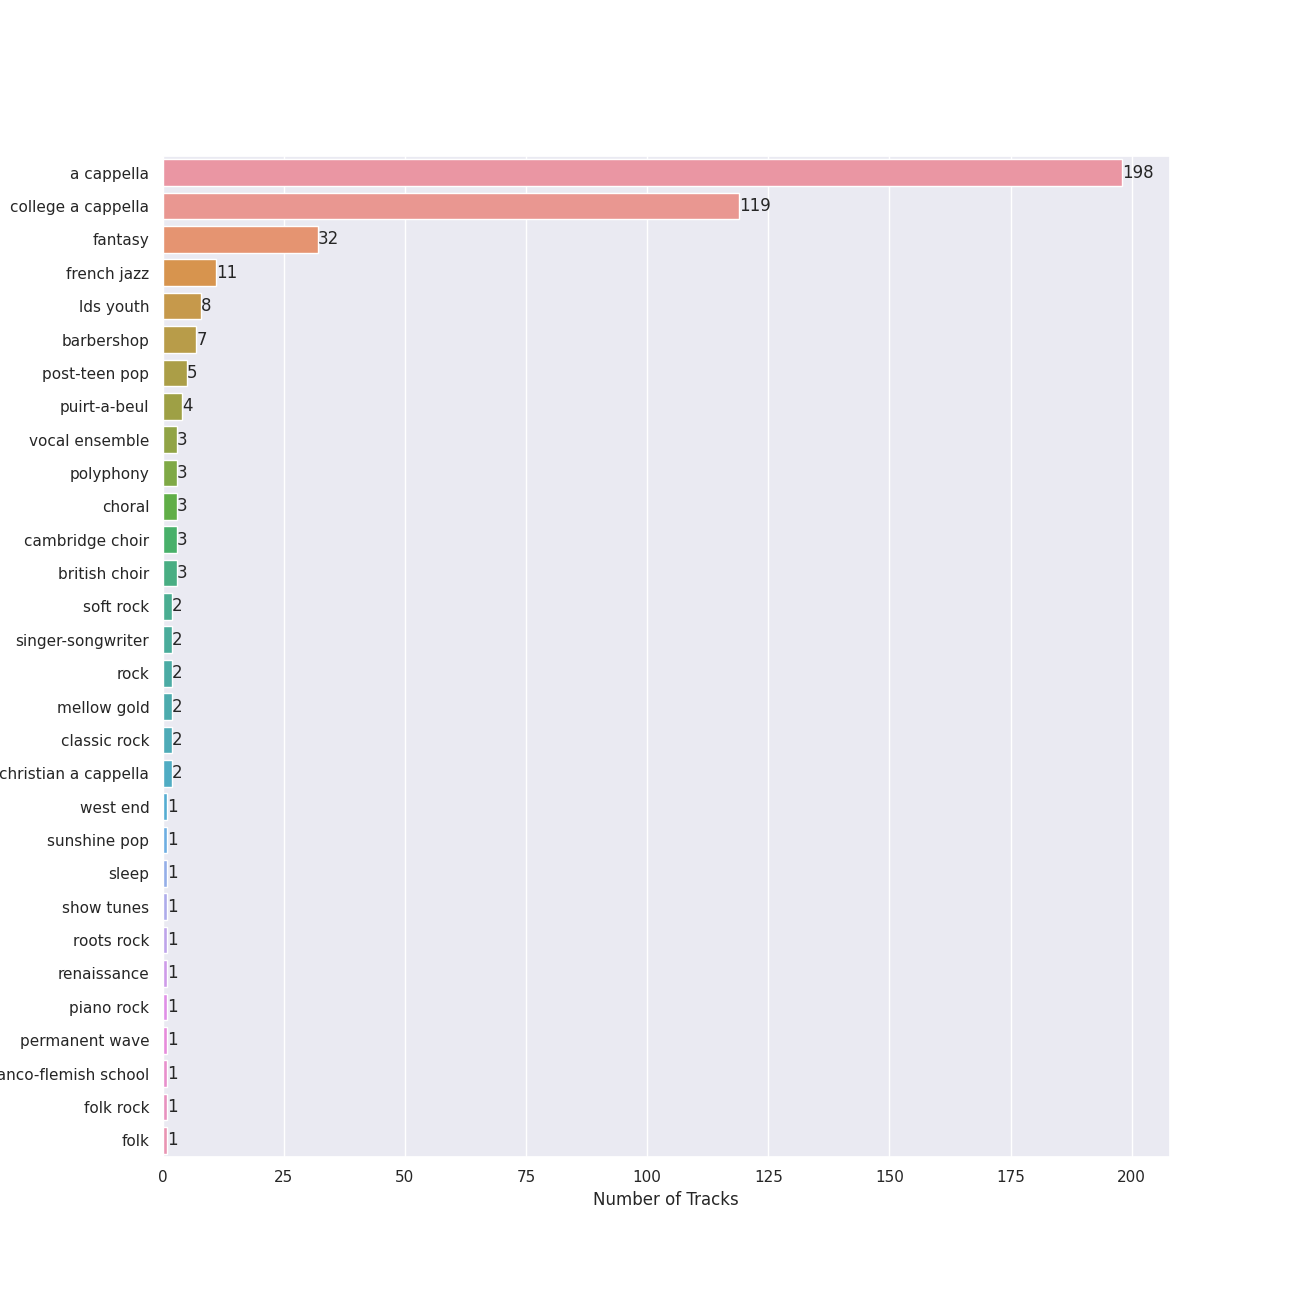 a cappella 198
college a cappella 119
fantasy 32
french jazz 11
lds youth 8
barbershop 7
post-teen pop 5
puirt-a-beul 4
vocal ensemble 3
polyphony 3
choral 3
cambridge choir 3
british choir 3
soft rock 2
singer-songwriter 2
rock 2
mellow gold 2
classic rock 2
christian a cappella 2
west end 1
sunshine pop 1
sleep 1
show tunes 1
roots rock 1
renaissance 1
piano rock 1
permanent wave 1
anco-flemish school 1
folk rock 1
folk 1
0 25 50 75 100 125 150 175 200
Number of Tracks